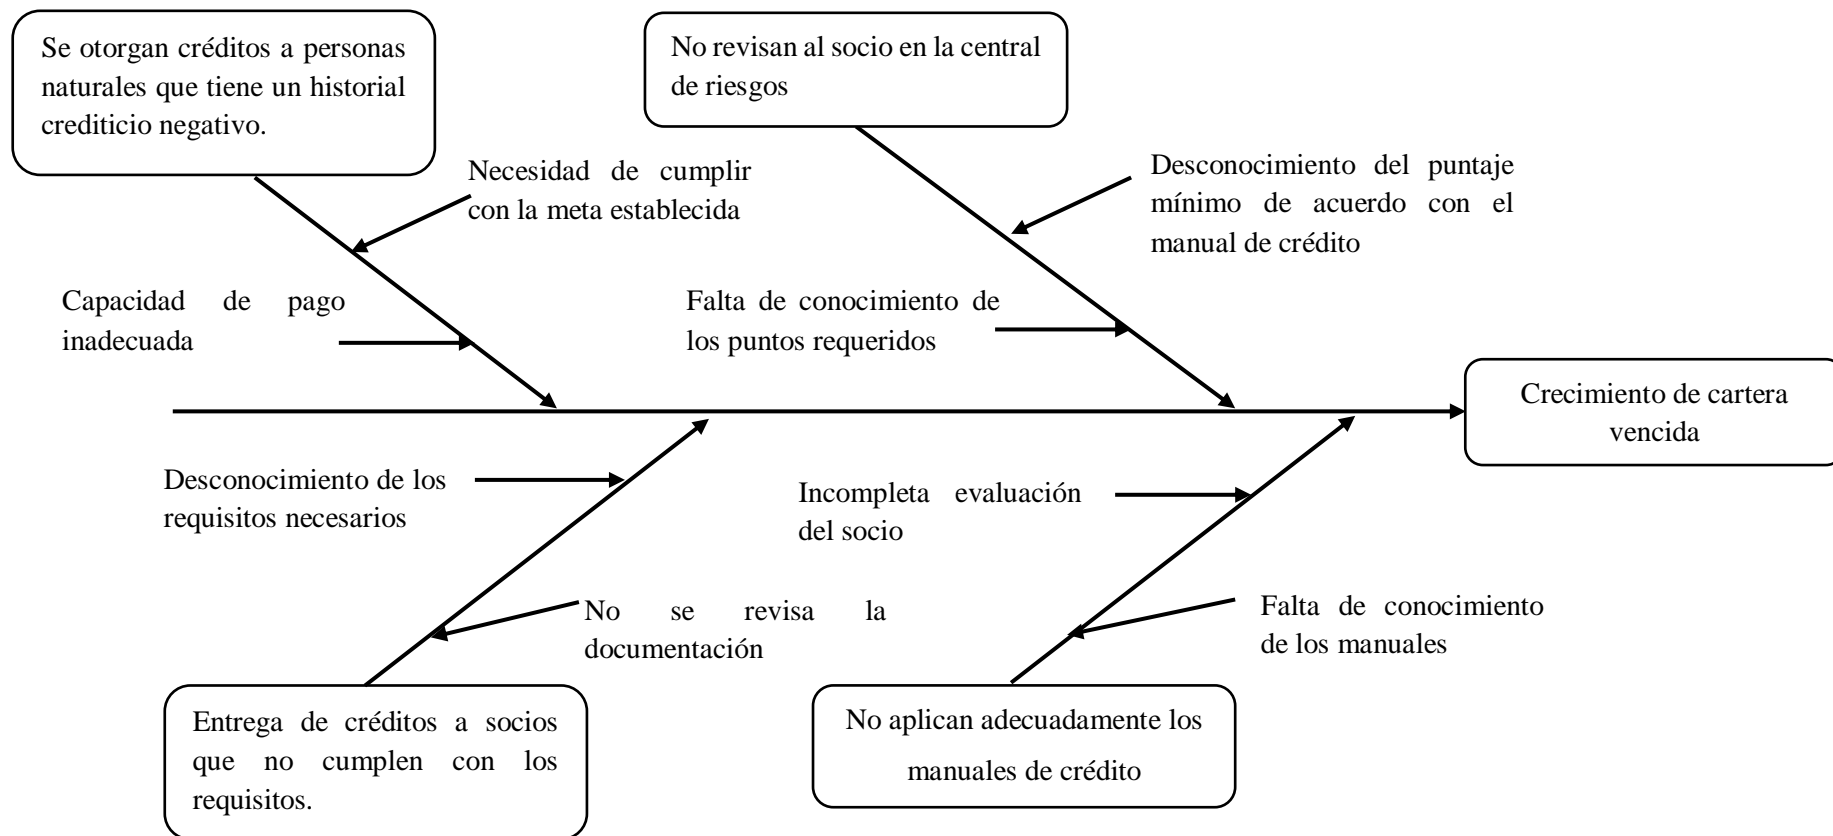 Se otorgan créditos a personas
naturales que tiene un historial
crediticio negativo.
No revisan al socio en la central
de riesgos
Necesidad de cumplir
con la meta establecida
Desconocimiento del puntaje
mínimo de acuerdo con el
manual de crédito
Capacidad de pago
inadecuada
Falta de conocimiento de
los puntos requeridos
Crecimiento de cartera
vencida
Desconocimiento de los
requisitos necesarios
Incompleta evaluación
del socio
No se revisa la
documentación
Falta de conocimiento
de los manuales
Entrega de créditos a socios
que no cumplen con los
requisitos.
No aplican adecuadamente los
manuales de crédito